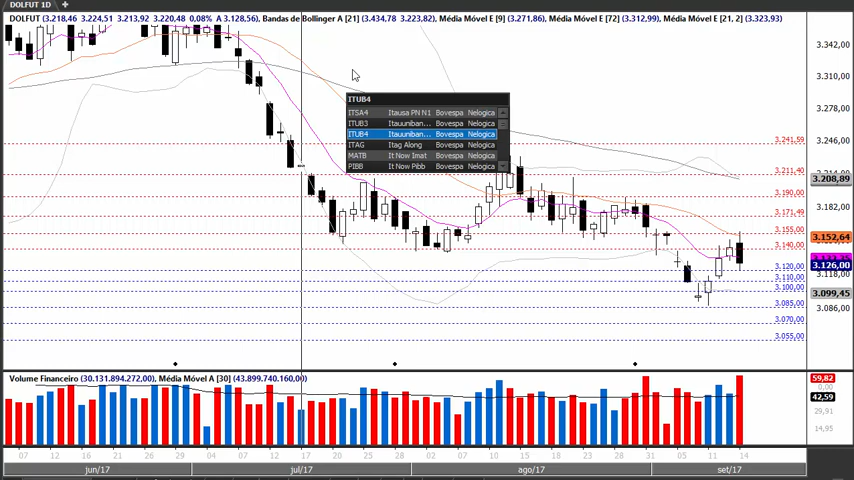 DOLFUT 1D
DOLFUT (3.218,46 3.224,51 3.213,92 3.220,48 0,08% A 3.128,56), Bandas de Bollinger A [21] (3.434,78 3.223,82), Média Móvel E [9] (3.271,86), Média Móvel E [72] (3.312,99), Média Móvel E [21, 2] (3.323,93)
3.342,00
3.310,00
ITUB4
3.278,00
ITSA4 Itausa PN N1 Bovespa Nelogica
ITUB3 Itauuniban... Bovespa Nelogica
ITUB4 Itauuniban... Bovespa Nelogica
3.241,59
3.246,00
ITAG Itag Along Bovespa Nelogica
MATB It Now Imat Bovespa Nelogica
PIBB It Now Pibb Bovespa Nelogica
3.211,40
3.208,89
3.190,00
3.182,00
3.171,49
3.155,00
3.152,64
3.140,00
3.120,00
3.126,00
3.118,00
3.110,00
3.100,00
3.099,45
3.085,00
3.086,00
3.070,00
3.055,00
Volume Financeiro (30.131.894.272,00), Média Móvel A [30] (43.899.740.160,00)
59,82
42,59
29,91
14,95
07 12 16 21 26 29 04 07 12 17 20 25 28 02 07 10 15 18 23 28 31 05 11 14
jun/17 jul/17 ago/17 set/17